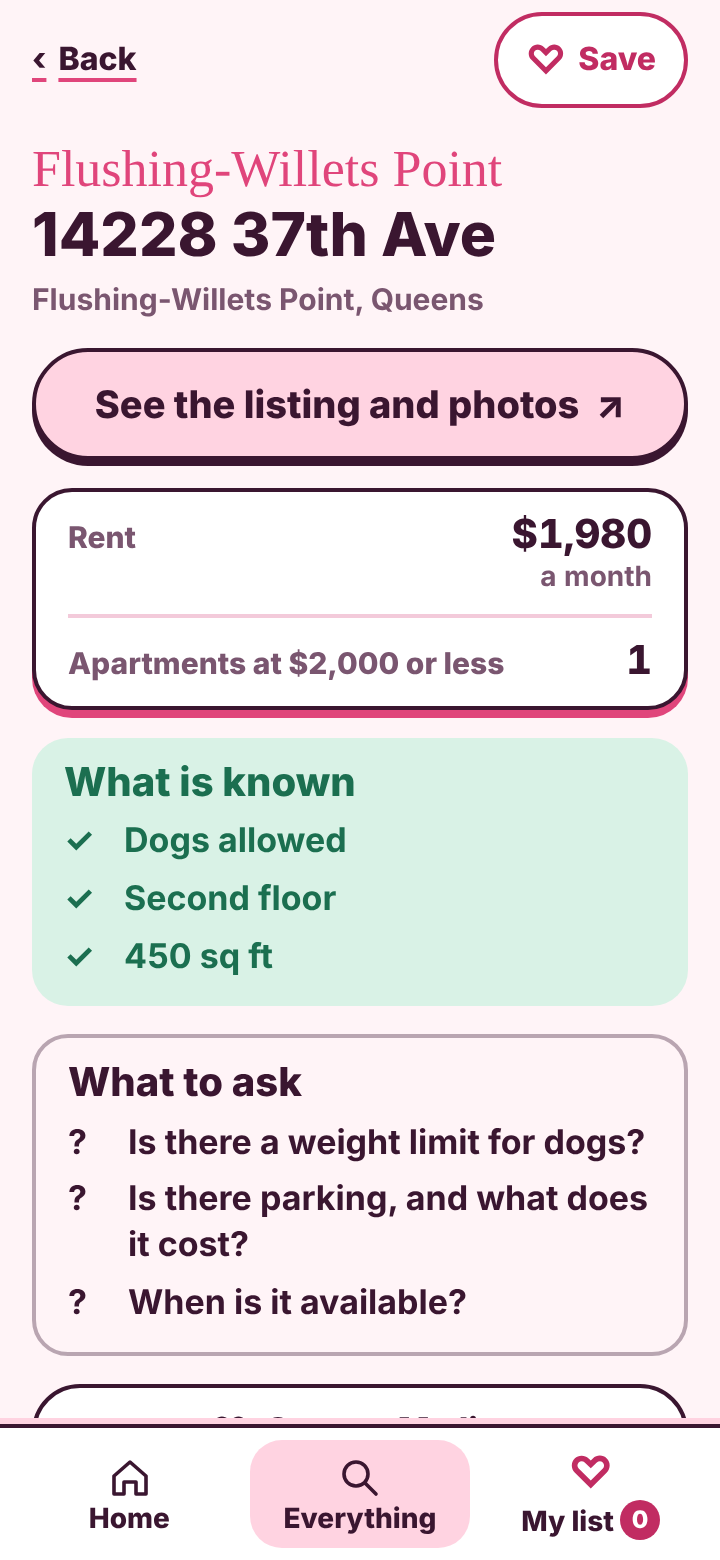 ‹ Back
Save
Flushing-Willets Point
14228 37th Ave
Flushing-Willets Point, Queens
See the listing and photos ↗
Rent
$1,980
a month
Apartments at $2,000 or less
1
What is known
✓ Dogs allowed
✓ Second floor
✓ 450 sq ft
What to ask
? Is there a weight limit for dogs?
? Is there parking, and what does
it cost?
? When is it available?
Home
Everything
My list 0